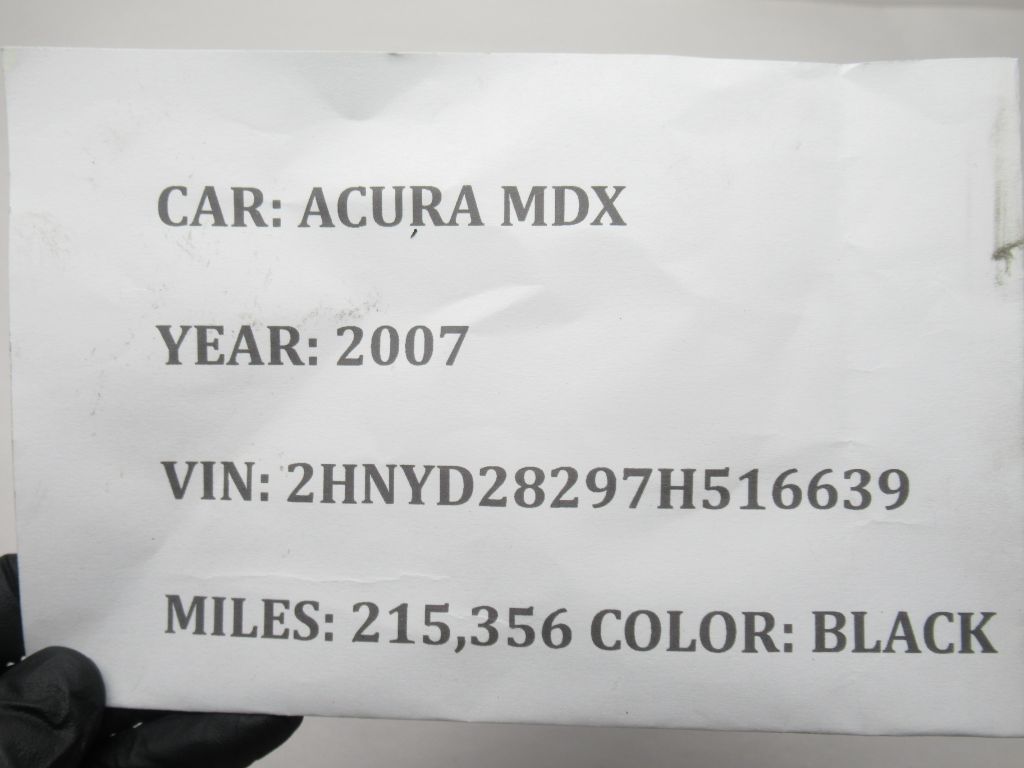 CAR: ACURA MDX
YEAR: 2007
VIN: 2HNYD28297H516639
MILES: 215,356 COLOR: BLACK